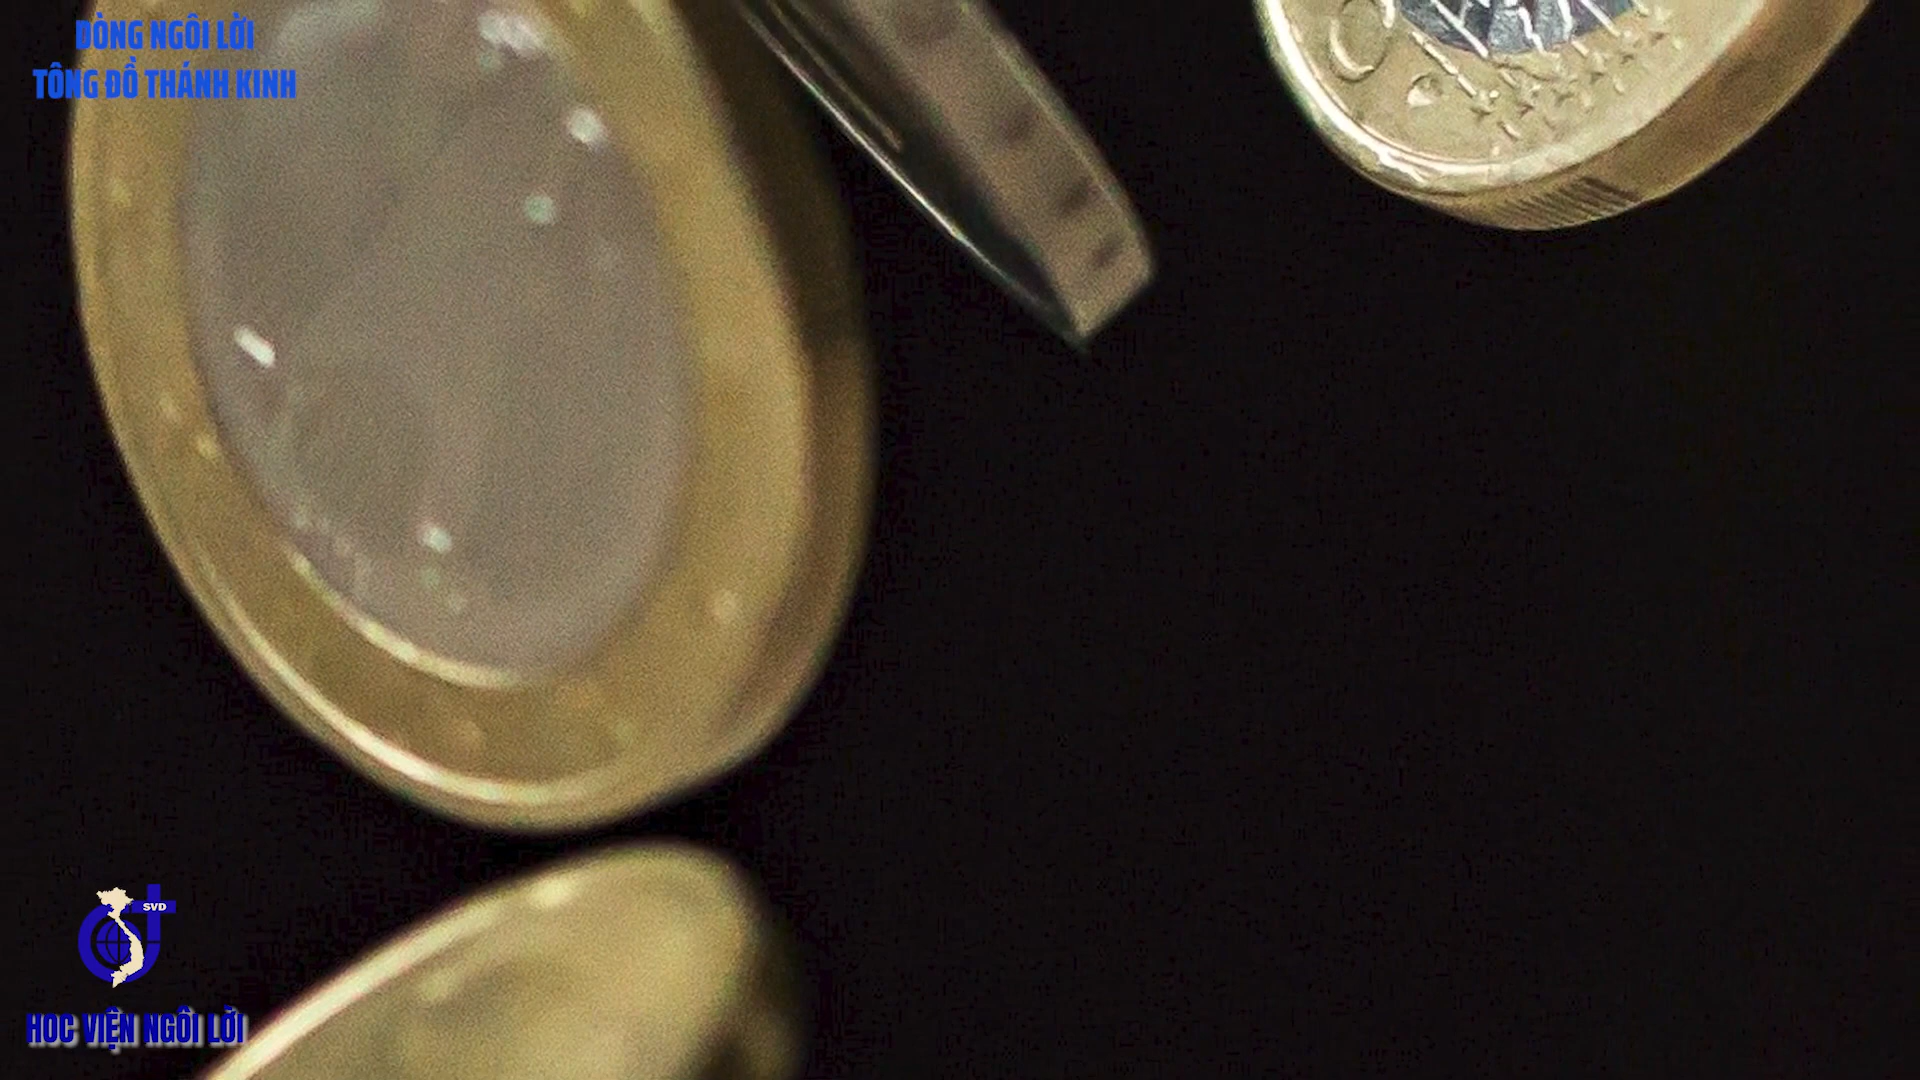 DÒNG NGÔI LỜI
TÔNG ĐỒ THÁNH KINH
SVD
HỌC VIỆN NGÔI LỜI